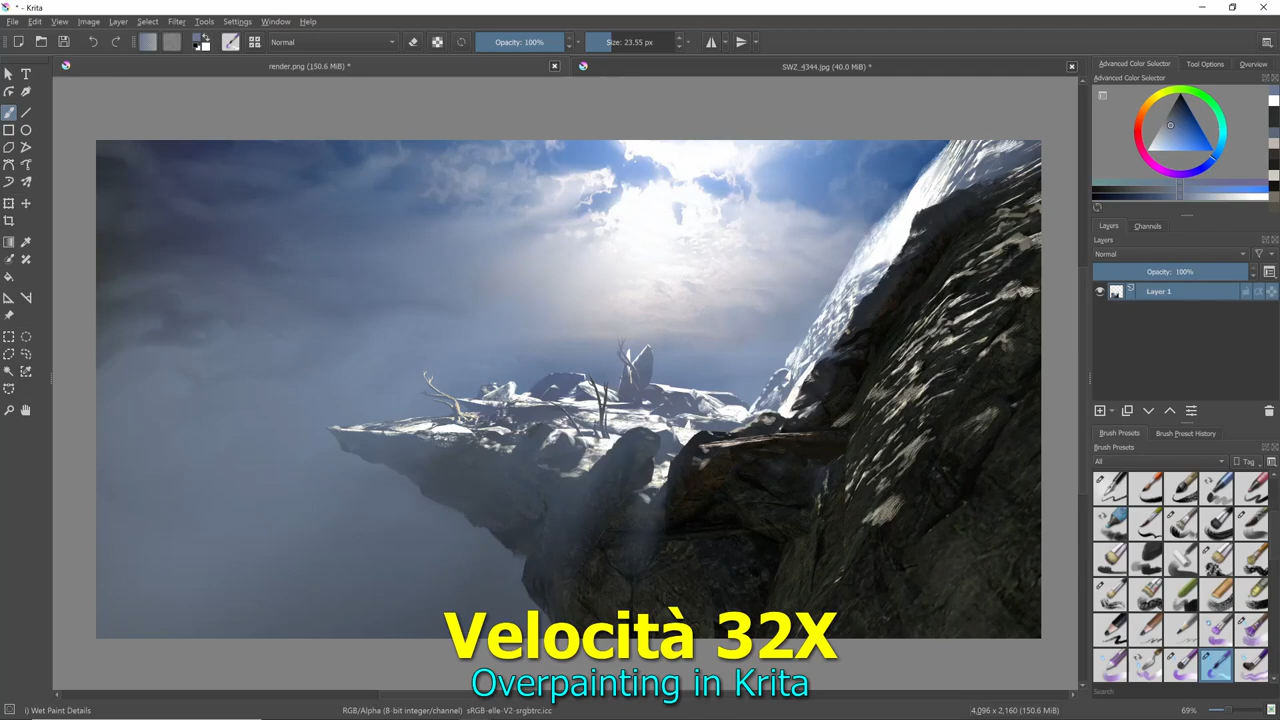 * - Krita
File Edit View Image Layer Select Filter Tools Settings Window Help
Normal
Opacity: 100%
Size: 23.55 px
render.png (150.6 MiB) *
SWZ_4344.jpg (40.0 MiB) *
Advanced Color Selector Tool Options Overview
Advanced Color Selector
Layers Channels
Layers
Normal
Opacity: 100%
Layer 1
Brush Presets Brush Preset History
Brush Presets
All Tag
Search
Velocità 32X
Overpainting in Krita
i) Wet Paint Details
RGB/Alpha (8-bit integer/channel) sRGB-elle-V2-srgbtrc.icc
4,096 x 2,160 (150.6 MiB)
69%